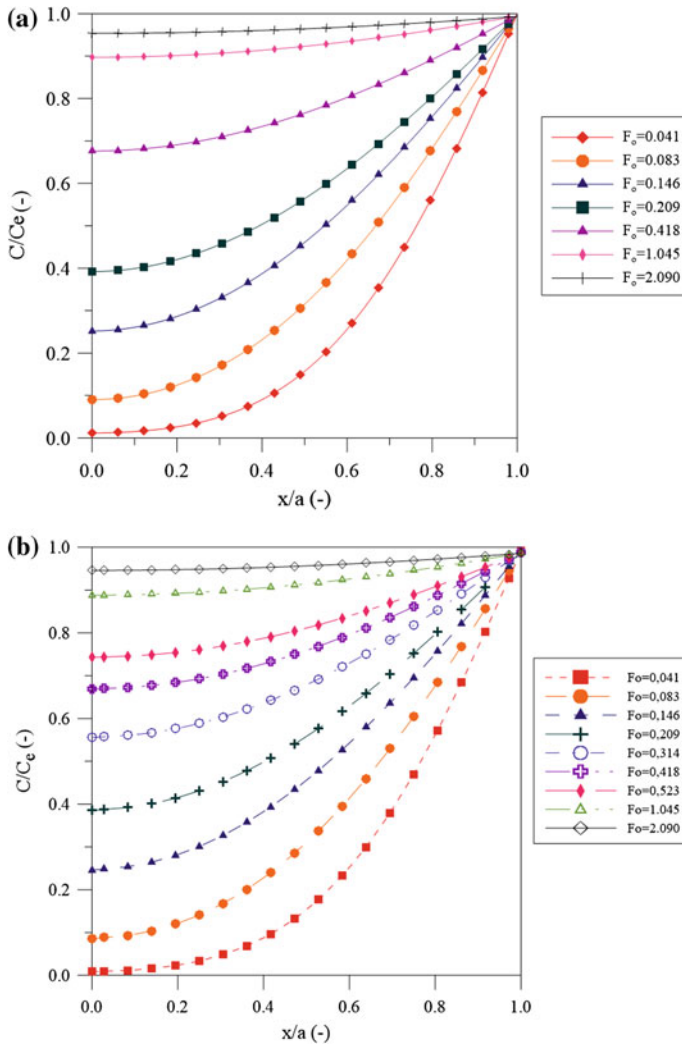 (a)
1.0
0.8
0.6
0.4
0.2
0.0
C/Ce (-)
0.0 0.2 0.4 0.6 0.8 1.0
x/a (-)
Fo=0.041
Fo=0.083
Fo=0.146
Fo=0.209
Fo=0.418
Fo=1.045
Fo=2.090
(b)
1.0
0.8
0.6
0.4
0.2
0.0
C/Ce (-)
0.0 0.2 0.4 0.6 0.8 1.0
x/a (-)
Fo=0,041
Fo=0,083
Fo=0,146
Fo=0,209
Fo=0,314
Fo=0,418
Fo=0,523
Fo=1.045
Fo=2.090